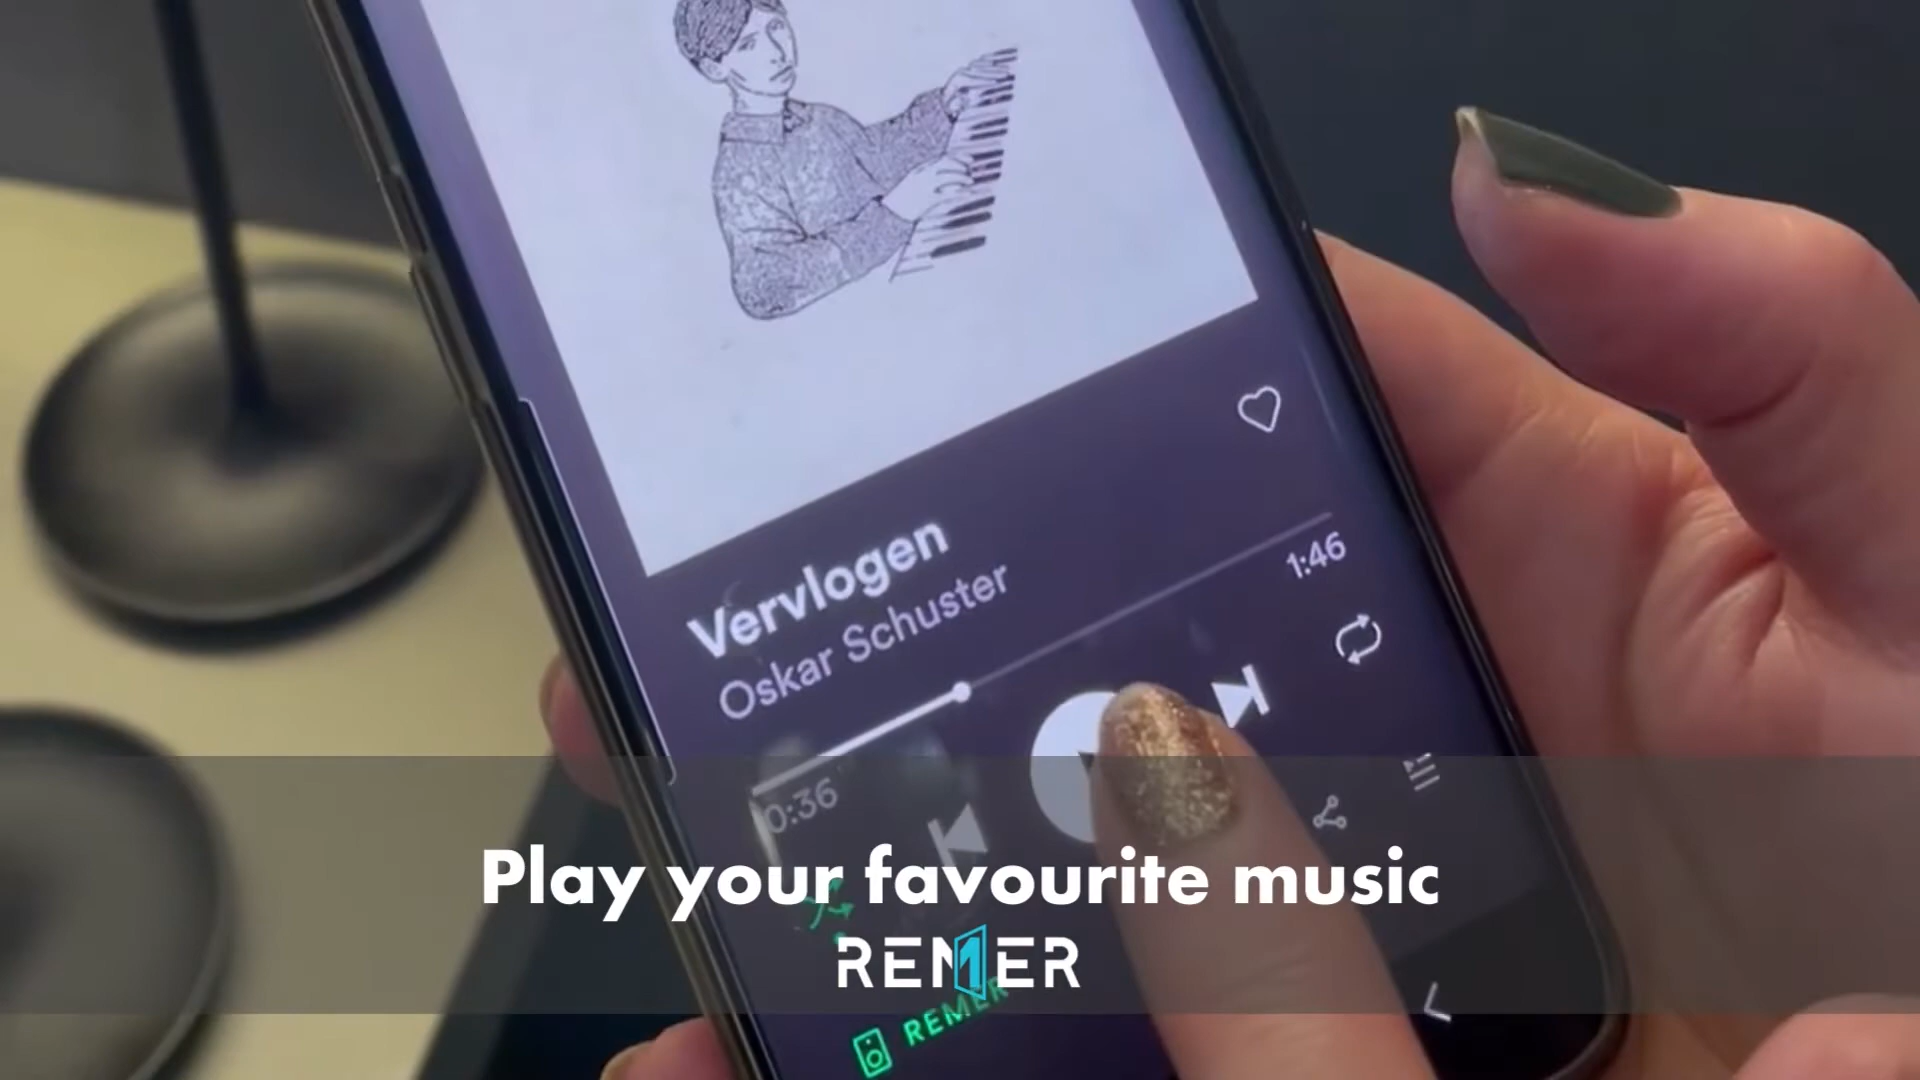 Vervlogen
Oskar Schuster
1:46
0:36
Play your favourite music
REMER
REMER